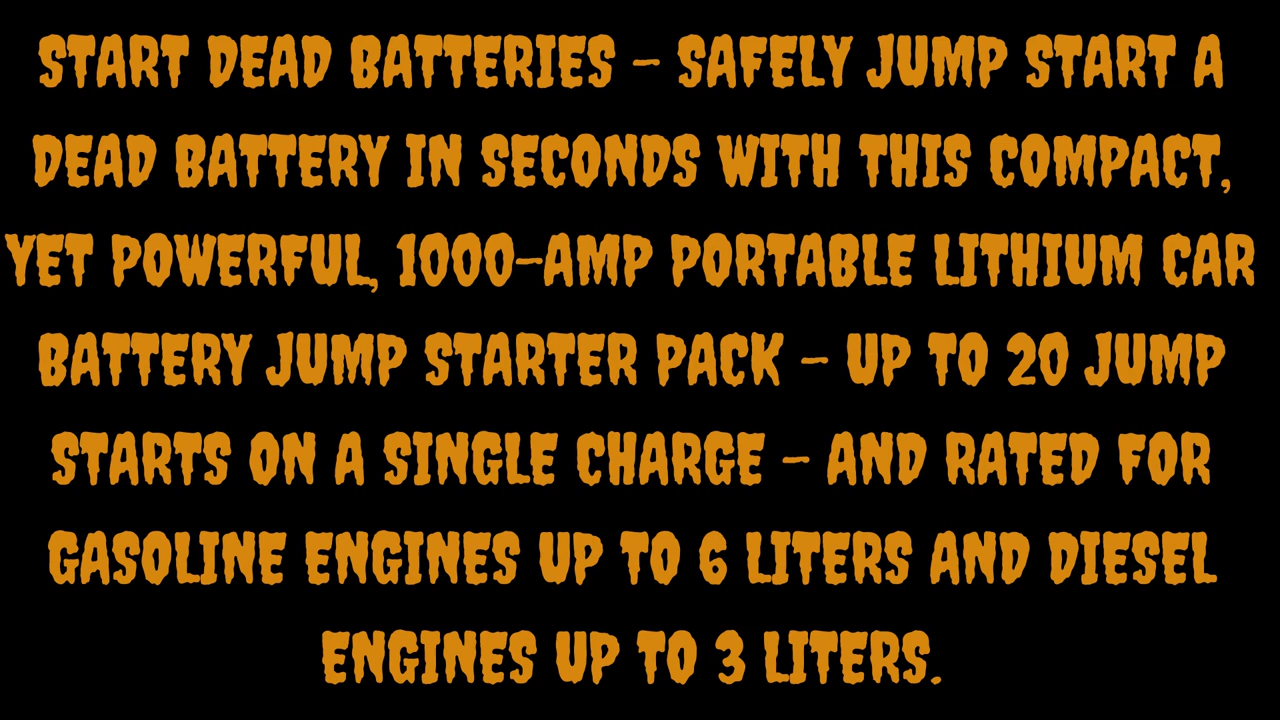 START DEAD BATTERIES - SAFELY JUMP START A
DEAD BATTERY IN SECONDS WITH THIS COMPACT,
YET POWERFUL, 1000-AMP PORTABLE LITHIUM CAR
BATTERY JUMP STARTER PACK - UP TO 20 JUMP
STARTS ON A SINGLE CHARGE - AND RATED FOR
GASOLINE ENGINES UP TO 6 LITERS AND DIESEL
ENGINES UP TO 3 LITERS.